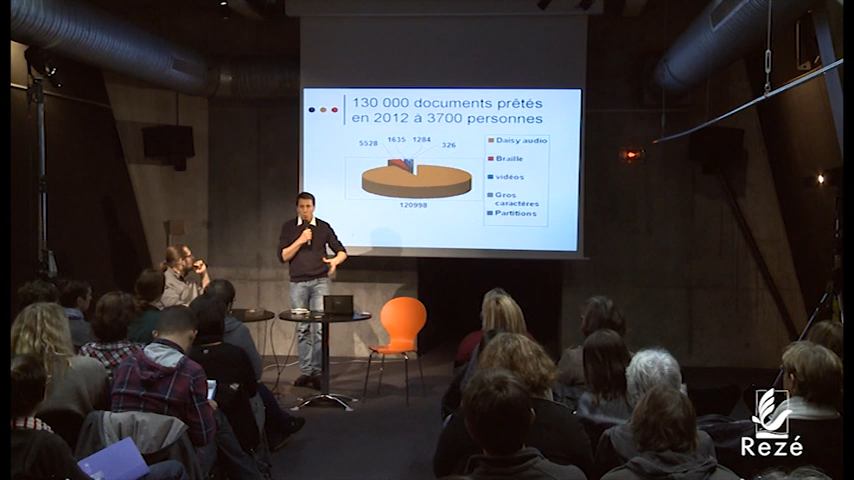 130 000 documents prêtés
en 2012 à 3700 personnes
5528
1635
1284
326
120998
Daisy audio
Braille
vidéos
Gros
caractères
Partitions
Rezé